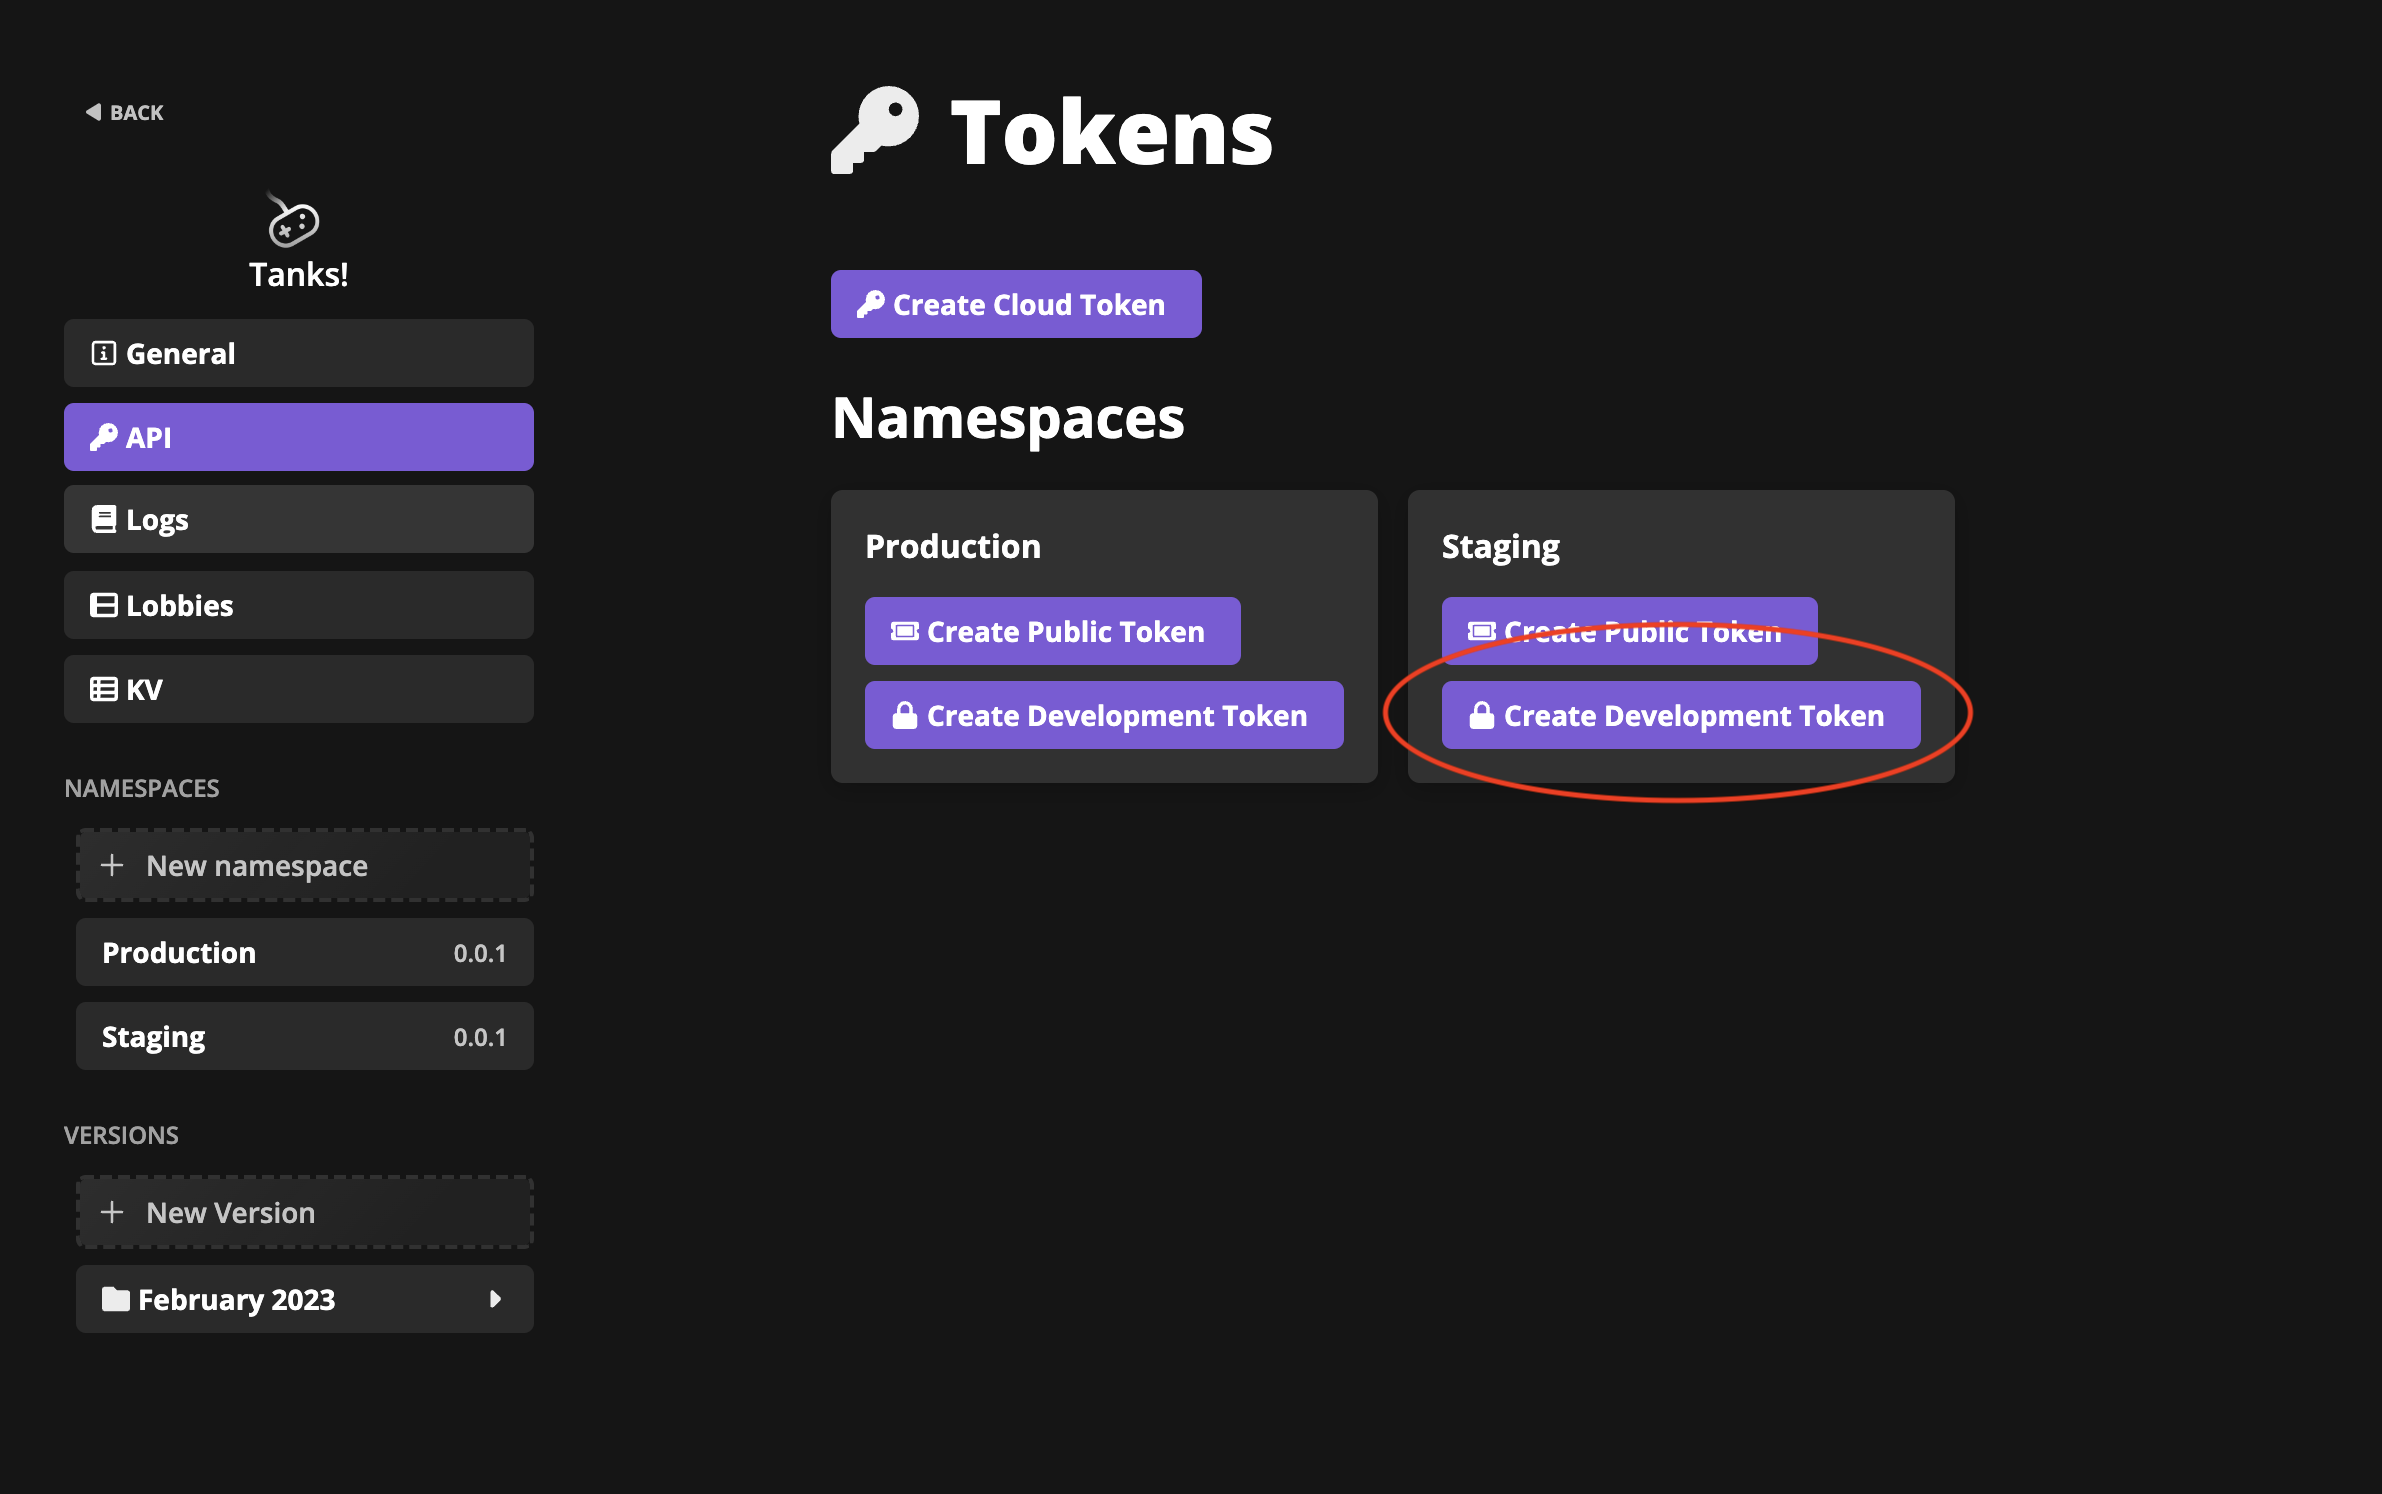 BACK
Tanks!
General
API
Logs
Lobbies
KV
NAMESPACES
New namespace
Production 0.0.1
Staging 0.0.1
VERSIONS
New Version
February 2023
Tokens
Create Cloud Token
Namespaces
Production
Create Public Token
Create Development Token
Staging
Create Public Token
Create Development Token